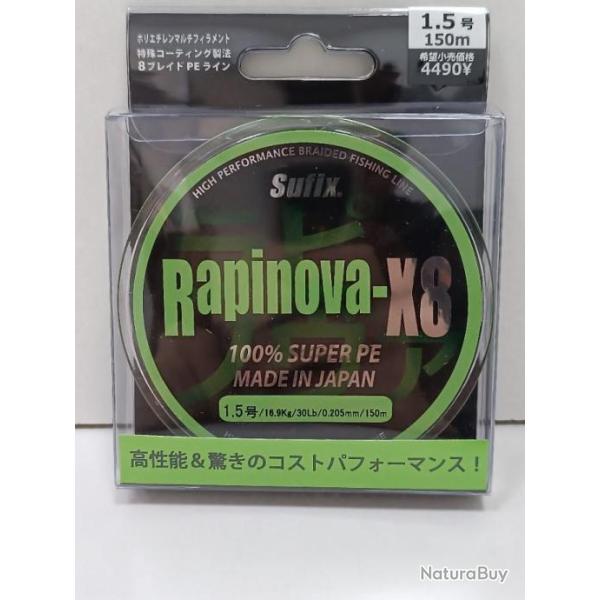 ポリエチレンマルチフィラメント
特殊コーティング製法
8ブレイドPEライン
1.5号
150m
希望小売価格
4490¥
HIGH PERFORMANCE BRAIDED FISHING LINE
Sufix®
Rapinova-X8
100% SUPER PE
MADE IN JAPAN
1.5号/16.9Kg/30Lb/0.205mm/150m
高性能&驚きのコストパフォーマンス!
NaturaBuy